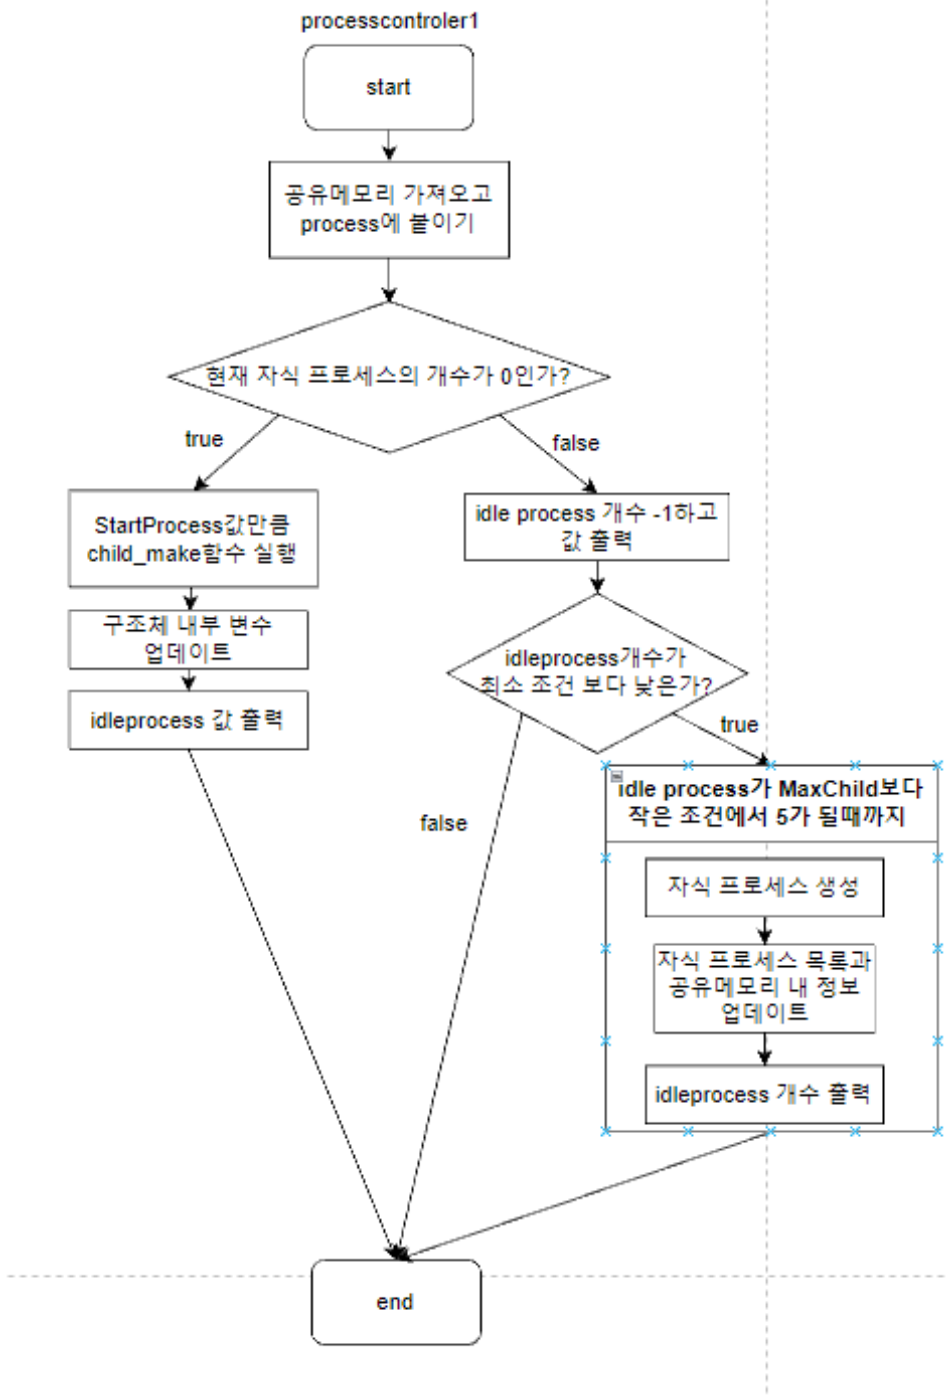 processcontroler1
start
공유메모리 가져오고
process에 붙이기
현재 자식 프로세스의 개수가 0인가?
true
false
StartProcess값만큼
child_make함수 실행
idle process 개수 -1하고
값 출력
구조체 내부 변수
업데이트
idleprocess개수가
최소 조건 보다 낮은가?
idleprocess 값 출력
true
false
idle process가 MaxChild보다
작은 조건에서 5가 될때까지
자식 프로세스 생성
자식 프로세스 목록과
공유메모리 내 정보
업데이트
idleprocess 개수 출력
end